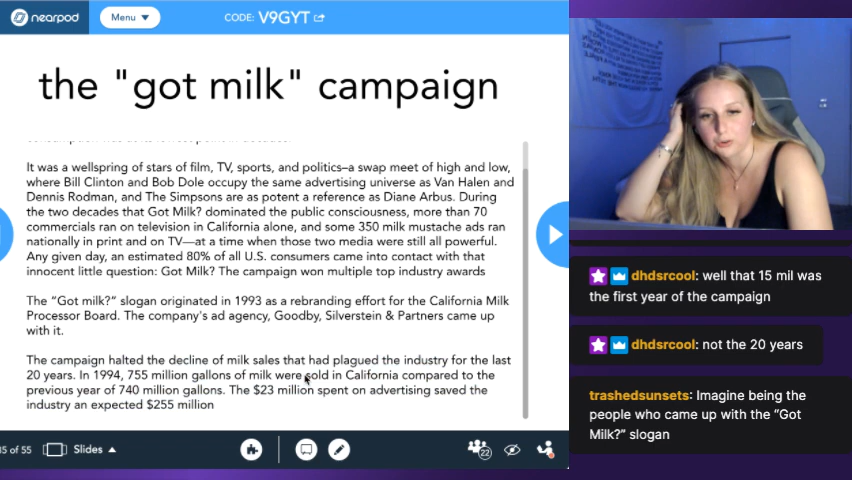 nearpod
Menu
CODE: V9GYT
the "got milk" campaign
It was a wellspring of stars of film, TV, sports, and politics—a swap meet of high and low,
where Bill Clinton and Bob Dole occupy the same advertising universe as Van Halen and
Dennis Rodman, and The Simpsons are as potent a reference as Diane Arbus. During
the two decades that Got Milk? dominated the public consciousness, more than 70
commercials ran on television in California alone, and some 350 milk mustache ads ran
nationally in print and on TV—at a time when those two media were still all powerful.
Any given day, an estimated 80% of all U.S. consumers came into contact with that
innocent little question: Got Milk? The campaign won multiple top industry awards
The "Got milk?" slogan originated in 1993 as a rebranding effort for the California Milk
Processor Board. The company's ad agency, Goodby, Silverstein & Partners came up
with it.
The campaign halted the decline of milk sales that had plagued the industry for the last
20 years. In 1994, 755 million gallons of milk were sold in California compared to the
previous year of 740 million gallons. The $23 million spent on advertising saved the
industry an expected $255 million
5 of 55
Slides
22
dhdsrcool: well that 15 mil was
the first year of the campaign
dhdsrcool: not the 20 years
trashedsunsets: Imagine being the
people who came up with the "Got
Milk?" slogan